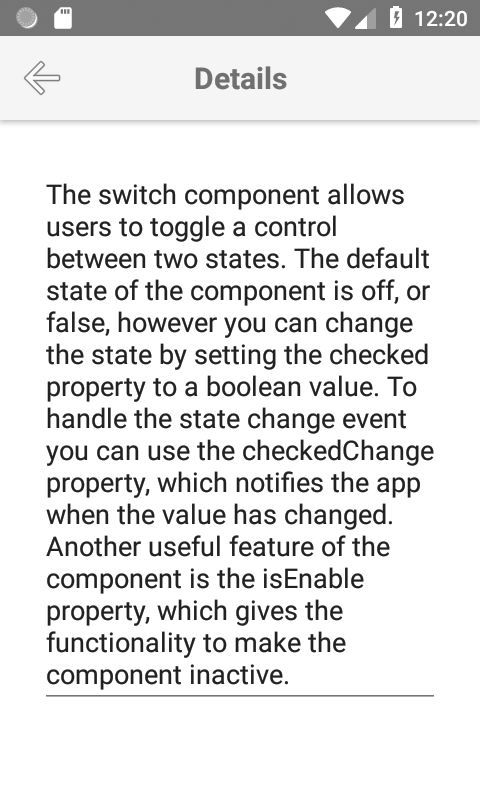 12:20
Details
The switch component allows
users to toggle a control
between two states. The default
state of the component is off, or
false, however you can change
the state by setting the checked
property to a boolean value. To
handle the state change event
you can use the checkedChange
property, which notifies the app
when the value has changed.
Another useful feature of the
component is the isEnable
property, which gives the
functionality to make the
component inactive.